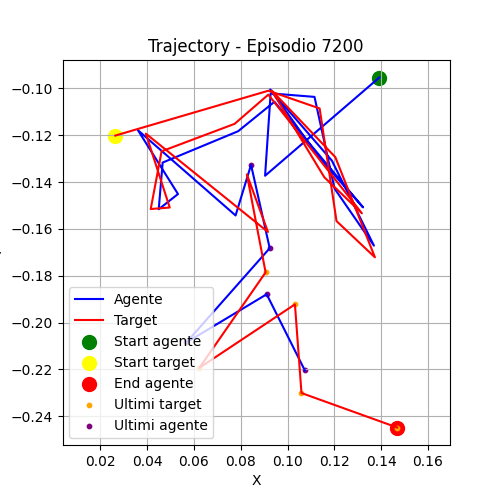 Trajectory - Episodio 7200
−0.10
−0.12
−0.14
−0.16
−0.18
−0.20
−0.22
−0.24
Agente
Target
Start agente
Start target
End agente
Ultimi target
Ultimi agente
0.02 0.04 0.06 0.08 0.10 0.12 0.14 0.16
X